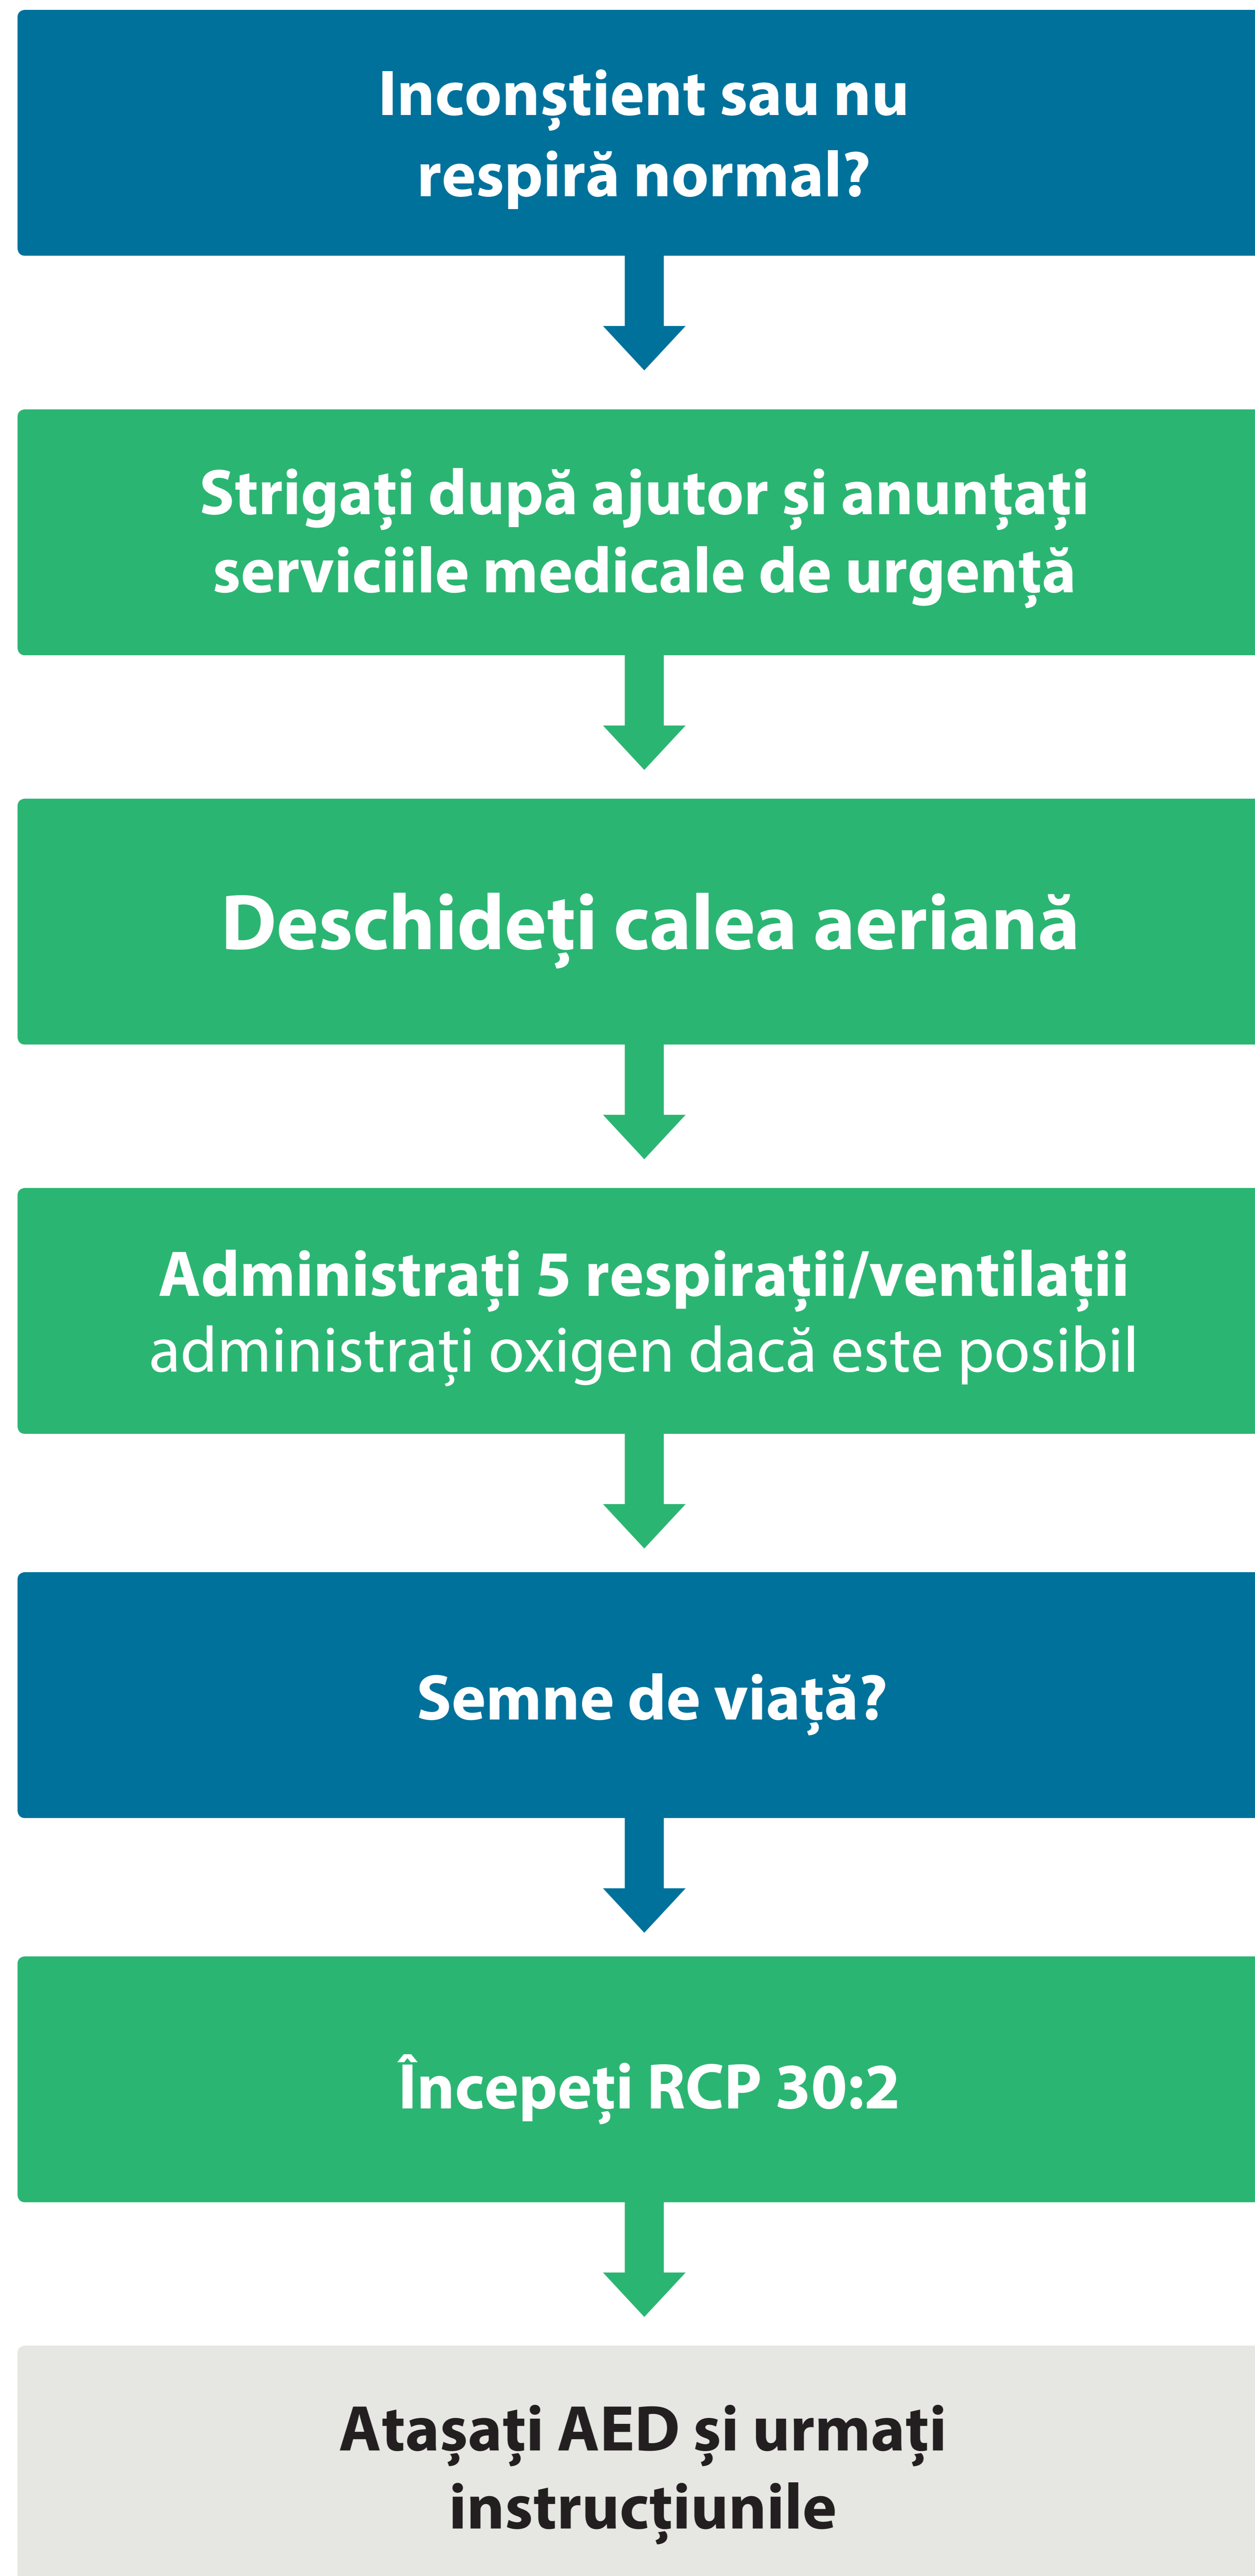 Inconștient sau nu
respiră normal?
Strigați după ajutor și anunțați
serviciile medicale de urgență
Deschideți calea aeriană
Administrați 5 respirații/ventilații
administrați oxigen dacă este posibil
Semne de viață?
Începeți RCP 30:2
Atașați AED și urmați
instrucțiunile